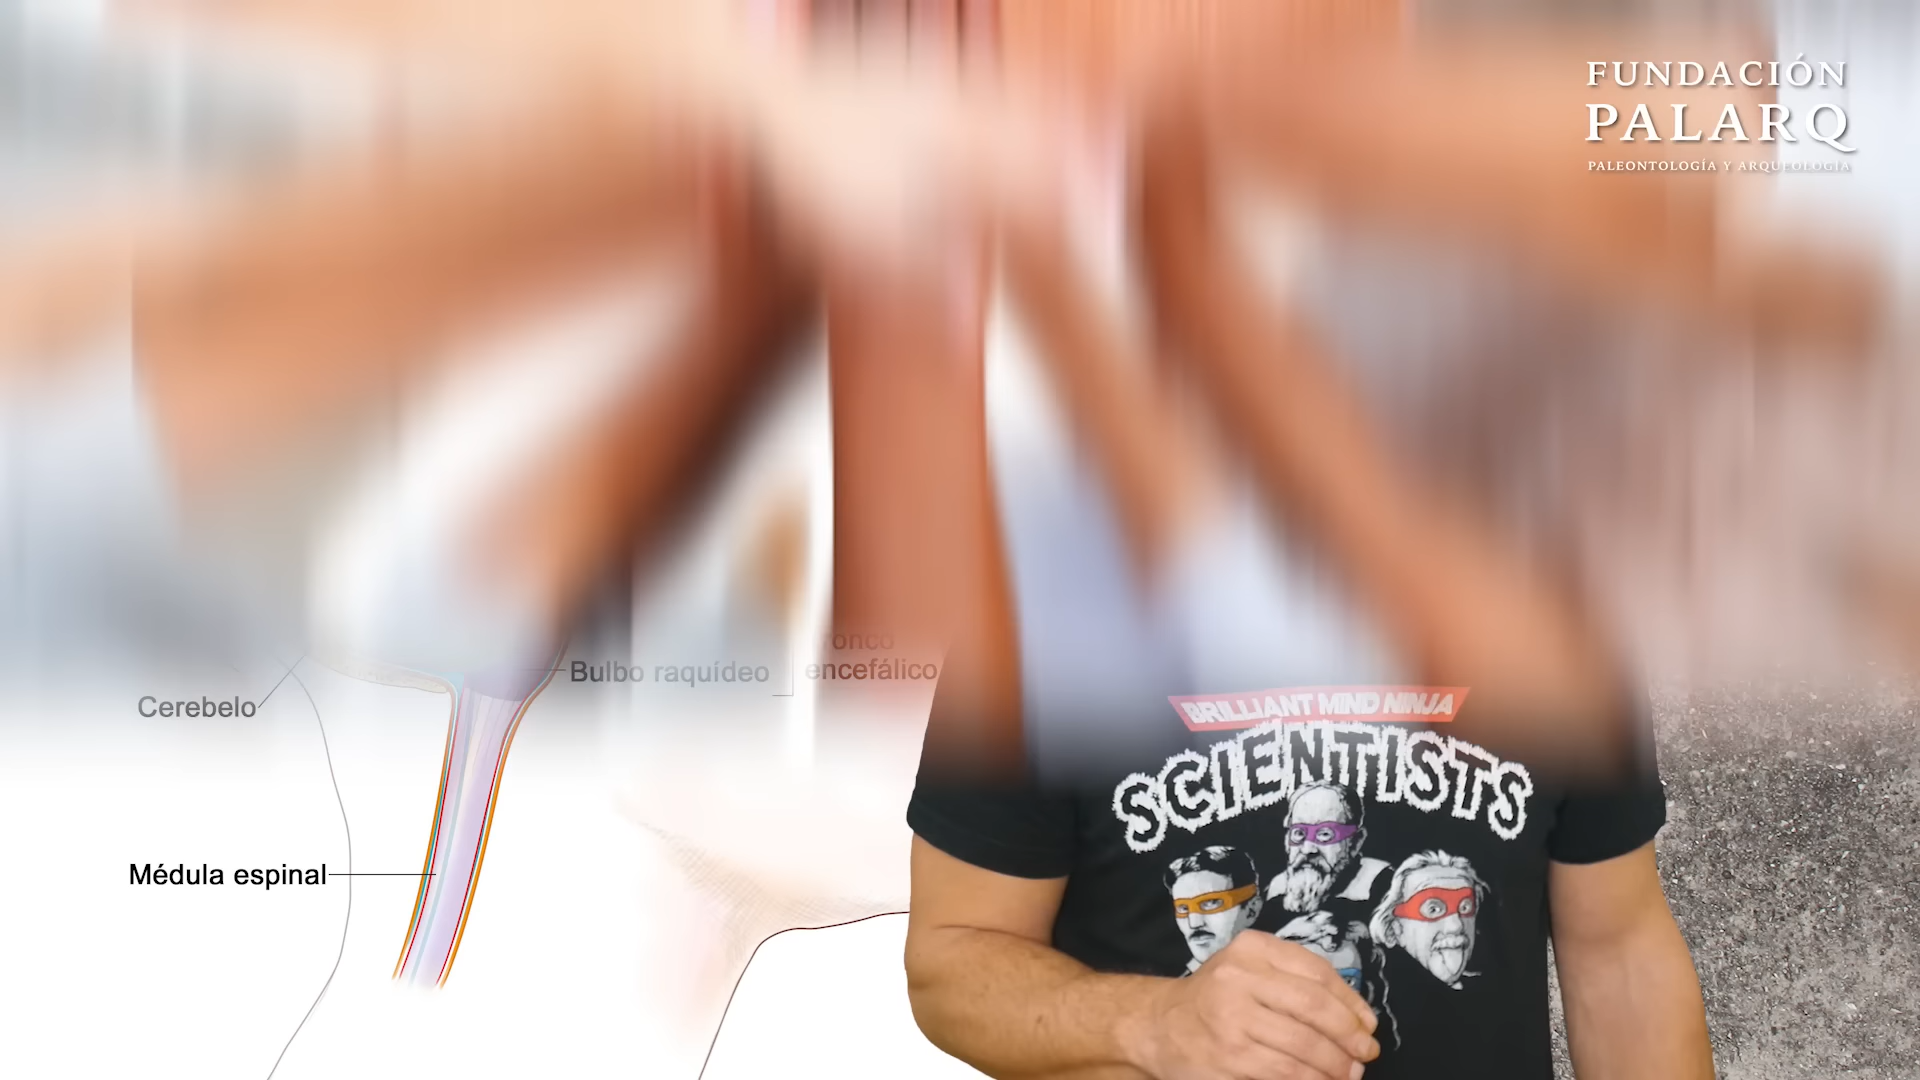 FUNDACIÓN
PALARQ
PALEONTOLOGÍA Y ARQUEOLOGÍA
encefálico
Bulbo raquídeo
Cerebelo
Médula espinal
BRILLIANT MIND NINJA
SCIENTISTS